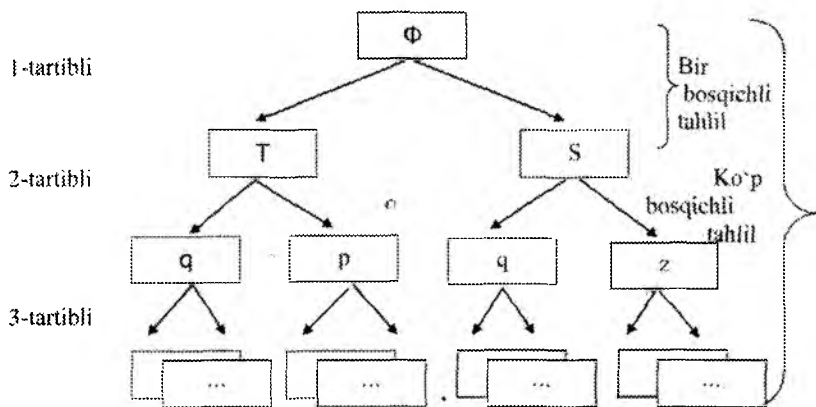 Ф
1-tartibli
Bir
bosqichli
tahlil
T
S
2-tartibli
Ko`p
bosqichli
tahlil
q
p
q
z
3-tartibli
...
...
...
...